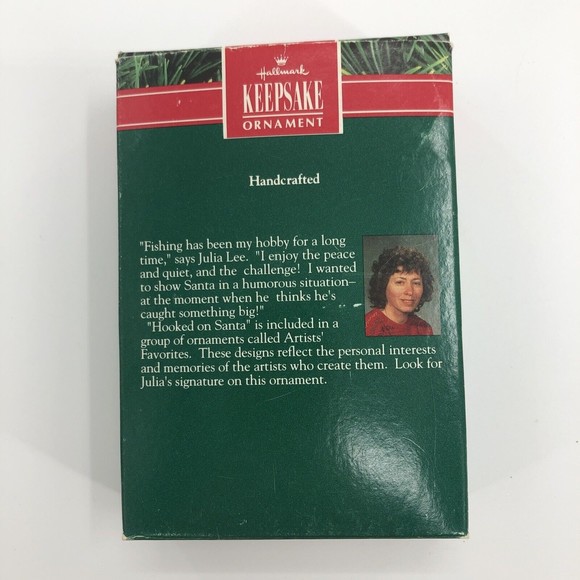 Hallmark
KEEPSAKE
ORNAMENT
Handcrafted
"Fishing has been my hobby for a long
time," says Julia Lee. "I enjoy the peace
and quiet, and the challenge! I wanted
to show Santa in a humorous situation–
at the moment when he thinks he's
caught something big!"
"Hooked on Santa" is included in a
group of ornaments called Artists'
Favorites. These designs reflect the personal interests
and memories of the artists who create them. Look for
Julia's signature on this ornament.